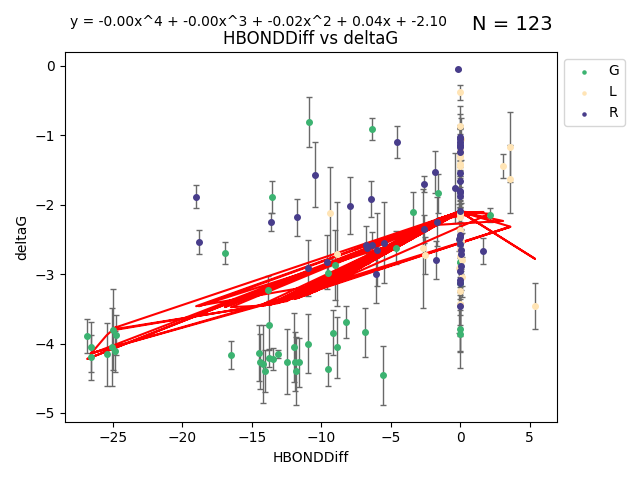 y = -0.00x^4 + -0.00x^3 + -0.02x^2 + 0.04x + -2.10
N = 123
HBONDDiff vs deltaG
G
L
R
deltaG
0
−1
−2
−3
−4
−5
−25
−20
−15
−10
−5
0
5
HBONDDiff